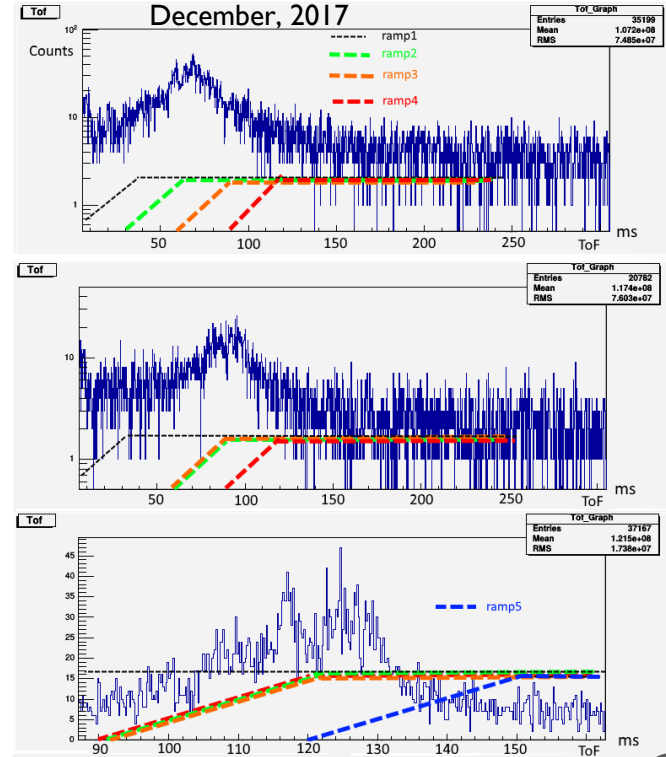 December, 2017
Tof
Tof_Graph
Entries 35199
Mean 1.072e+08
RMS 7.485e+07
Counts
10²
10
1
ramp1
ramp2
ramp3
ramp4
50 100 150 200 250
ToF
ms
Tof
Tof_Graph
Entries 20762
Mean 1.174e+08
RMS 7.603e+07
10
1
50 100 150 200 250
ToF
ms
Tof
Tof_Graph
Entries 37167
Mean 1.215e+08
RMS 1.738e+07
45
40
35
30
25
20
15
10
5
0
ramp5
90 100 110 120 130 140 150
ToF
ms